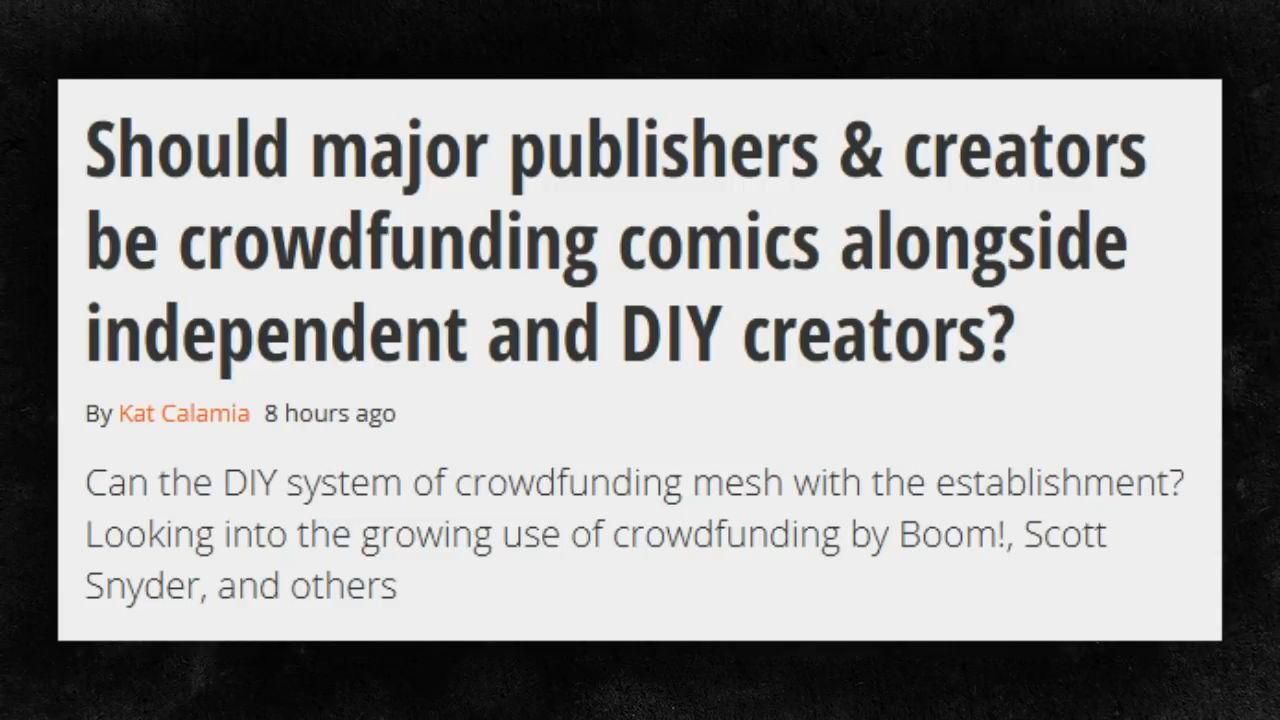 Should major publishers & creators
be crowdfunding comics alongside
independent and DIY creators?
By Kat Calamia 8 hours ago
Can the DIY system of crowdfunding mesh with the establishment?
Looking into the growing use of crowdfunding by Boom!, Scott
Snyder, and others